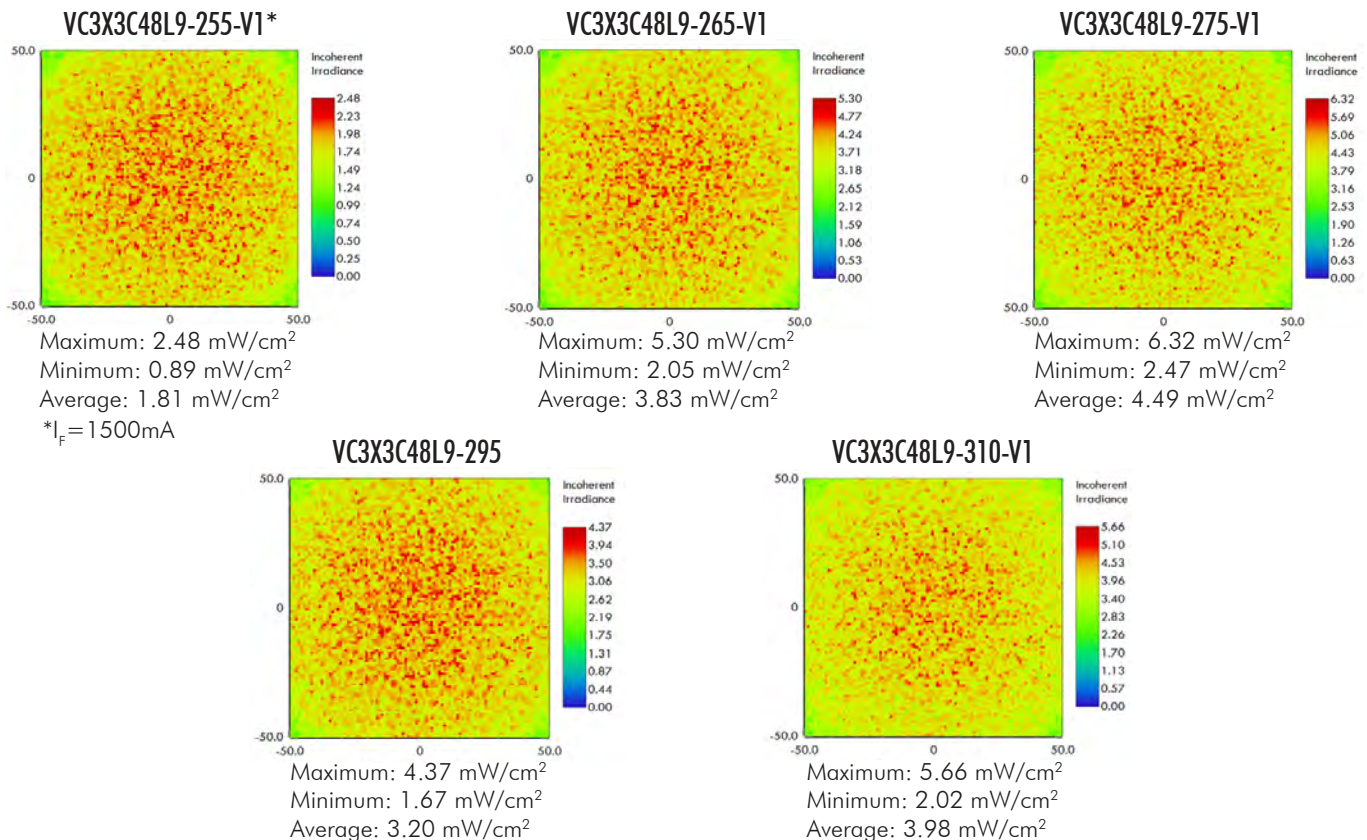 VC3X3C48L9-255-V1*
50.0
0
-50.0
-50.0 0 50.0
Incoherent
Irradiance
2.48
2.23
1.98
1.74
1.49
1.24
0.99
0.74
0.50
0.25
0.00
Maximum: 2.48 mW/cm²
Minimum: 0.89 mW/cm²
Average: 1.81 mW/cm²
*I_F=1500mA
VC3X3C48L9-265-V1
50.0
0
-50.0
-50.0 0 50.0
Incoherent
Irradiance
5.30
4.77
4.24
3.71
3.18
2.65
2.12
1.59
1.06
0.53
0.00
Maximum: 5.30 mW/cm²
Minimum: 2.05 mW/cm²
Average: 3.83 mW/cm²
VC3X3C48L9-275-V1
50.0
0
-50.0
-50.0 0 50.0
Incoherent
Irradiance
6.32
5.69
5.06
4.43
3.79
3.16
2.53
1.90
1.26
0.63
0.00
Maximum: 6.32 mW/cm²
Minimum: 2.47 mW/cm²
Average: 4.49 mW/cm²
VC3X3C48L9-295
50.0
0
-50.0
-50.0 0 50.0
Incoherent
Irradiance
4.37
3.94
3.50
3.06
2.62
2.19
1.75
1.31
0.87
0.44
0.00
Maximum: 4.37 mW/cm²
Minimum: 1.67 mW/cm²
Average: 3.20 mW/cm²
VC3X3C48L9-310-V1
50.0
0
-50.0
-50.0 0 50.0
Incoherent
Irradiance
5.66
5.10
4.53
3.96
3.40
2.83
2.26
1.70
1.13
0.57
0.00
Maximum: 5.66 mW/cm²
Minimum: 2.02 mW/cm²
Average: 3.98 mW/cm²